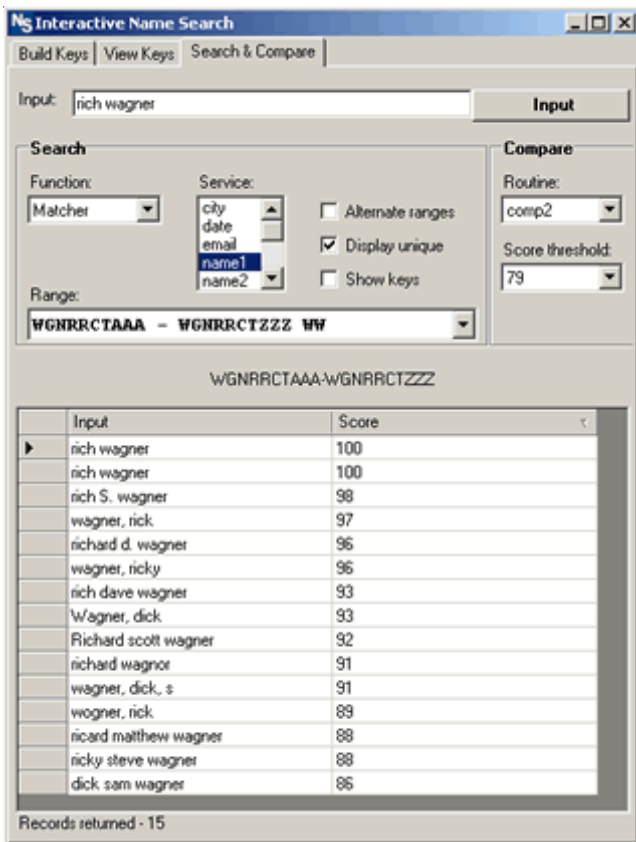 NS Interactive Name Search
Build Keys View Keys Search & Compare
Input: rich wagner Input
Search Compare
Function: Service: Routine:
Matcher city Alternate ranges comp2
date
email Display unique Score threshold:
name1 79
name2 Show keys
Range:
WGNRRCTAAA - WGNRRCTZZZ WW
WGNRRCTAAA-WGNRRCTZZZ
Input Score
rich wagner 100
rich wagner 100
rich S. wagner 98
wagner, rick 97
richard d. wagner 96
wagner, ricky 96
rich dave wagner 93
Wagner, dick 93
Richard scott wagner 92
richard wagnor 91
wagner, dick, s 91
wogner, rick 89
ricard matthew wagner 88
ricky steve wagner 88
dick sam wagner 86
Records returned - 15